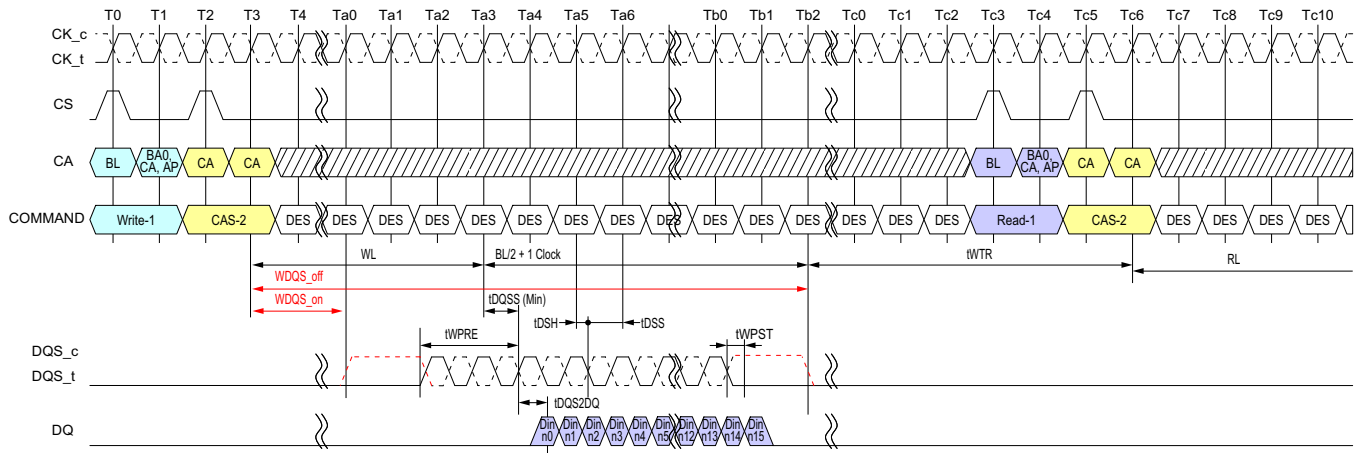 T0 T1 T2 T3 T4 Ta0 Ta1 Ta2 Ta3 Ta4 Ta5 Ta6 Tb0 Tb1 Tb2 Tc0 Tc1 Tc2 Tc3 Tc4 Tc5 Tc6 Tc7 Tc8 Tc9 Tc10
CK_c
CK_t
CS
CA BL BA0, CA, AP CA CA BL BA0, CA, AP CA CA
COMMAND Write-1 CAS-2 DES DES DES DES DES DES DES DES DES DES DES DES DES DES DES Read-1 CAS-2 DES DES DES DES
WL BL/2 + 1 Clock tWTR RL
WDQS_off
WDQS_on tDQSS (Min)
tDSH tDSS
tWPRE tWPST
DQS_c
DQS_t
tDQS2DQ
DQ Din n0 Din n1 Din n2 Din n3 Din n4 Din n5 Din n12 Din n13 Din n14 Din n15